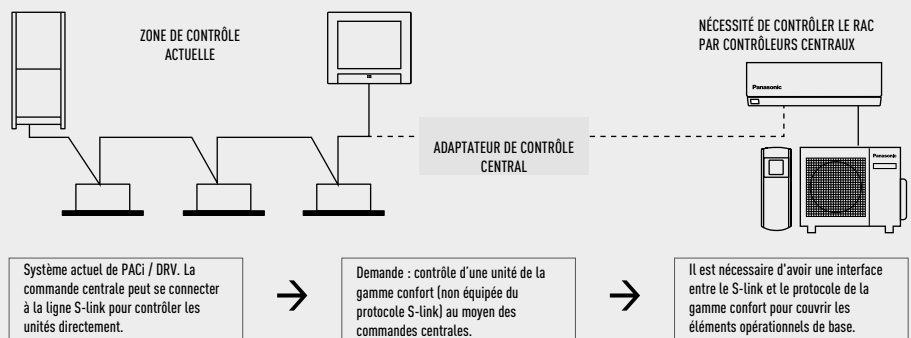 ZONE DE CONTRÔLE
ACTUELLE
NÉCESSITÉ DE CONTRÔLER LE RAC
PAR CONTRÔLEURS CENTRAUX
Panasonic
ADAPTATEUR DE CONTRÔLE
CENTRAL
Panasonic
Système actuel de PACi / DRV. La
commande centrale peut se connecter
à la ligne S-link pour contrôler les
unités directement.
Demande : contrôle d'une unité de la
gamme confort (non équipée du
protocole S-link) au moyen des
commandes centrales.
Il est nécessaire d'avoir une interface
entre le S-link et le protocole de la
gamme confort pour couvrir les
éléments opérationnels de base.